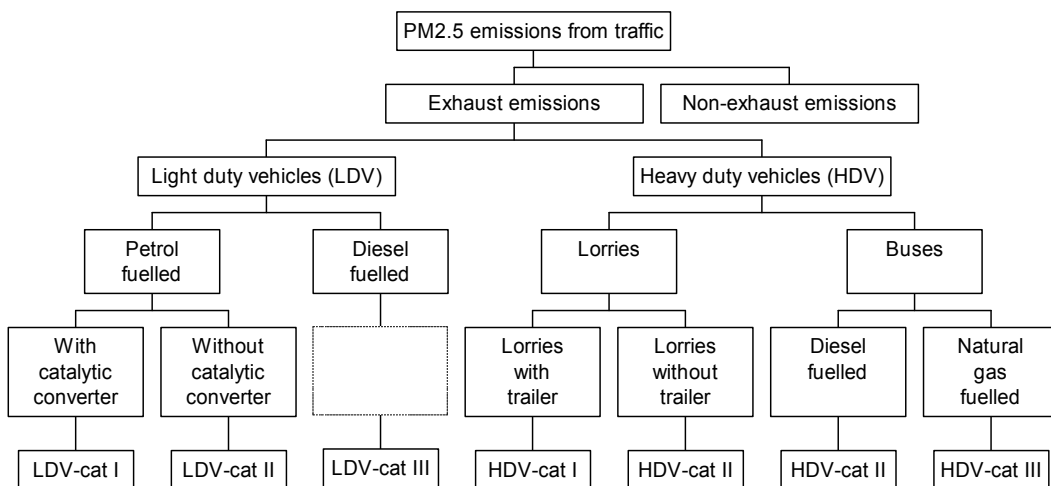 PM2.5 emissions from traffic
Exhaust emissions
Non-exhaust emissions
Light duty vehicles (LDV)
Heavy duty vehicles (HDV)
Petrol
fuelled
Diesel
fuelled
Lorries
Buses
With
catalytic
converter
Without
catalytic
converter
Lorries
with
trailer
Lorries
without
trailer
Diesel
fuelled
Natural
gas
fuelled
LDV-cat I
LDV-cat II
LDV-cat III
HDV-cat I
HDV-cat II
HDV-cat II
HDV-cat III